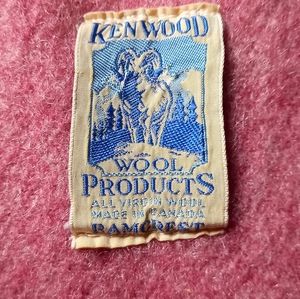 KENWOOD
WOOL
PRODUCTS
ALL VIRGIN WOOL
MADE IN CANADA
RAMCREST